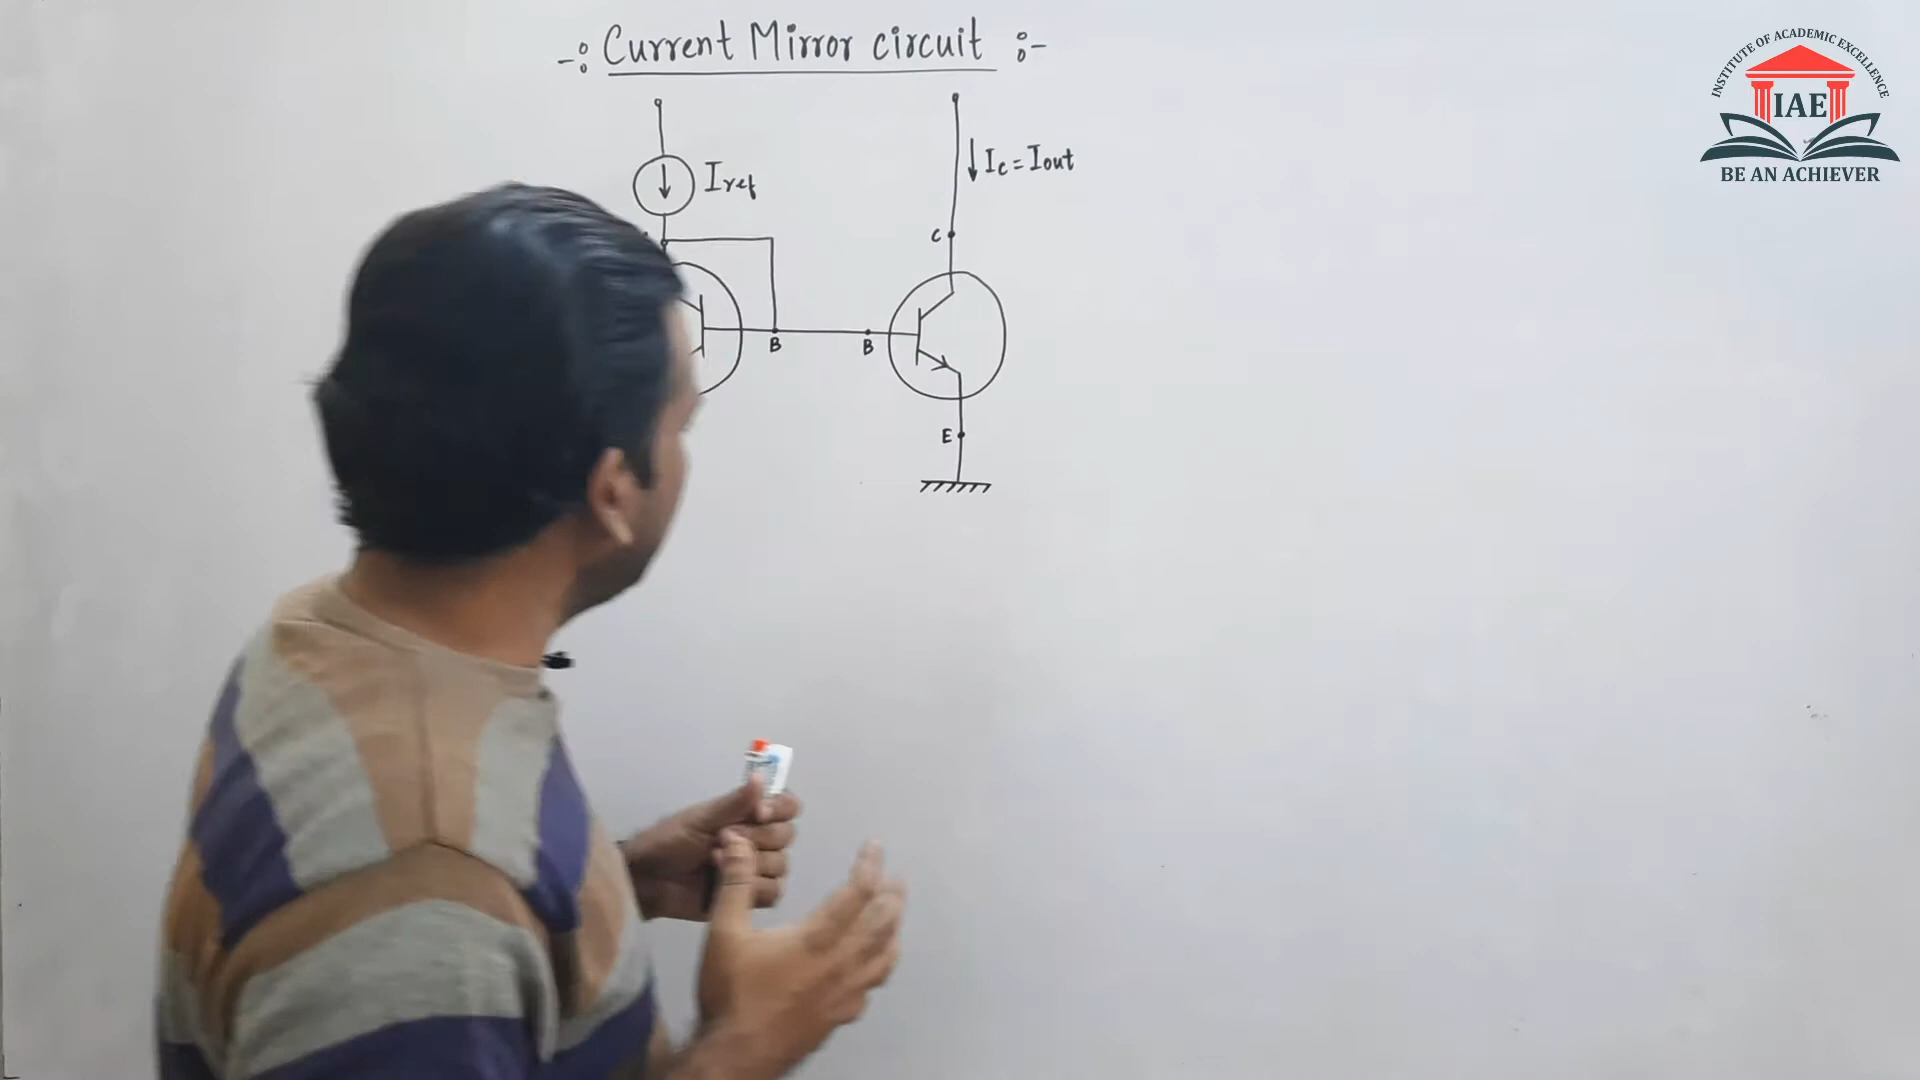 -: Current Mirror circuit :-
Iref
Ic = Iout
C
B
B
E
INSTITUTE OF ACADEMIC EXCELLENCE
IAE
BE AN ACHIEVER